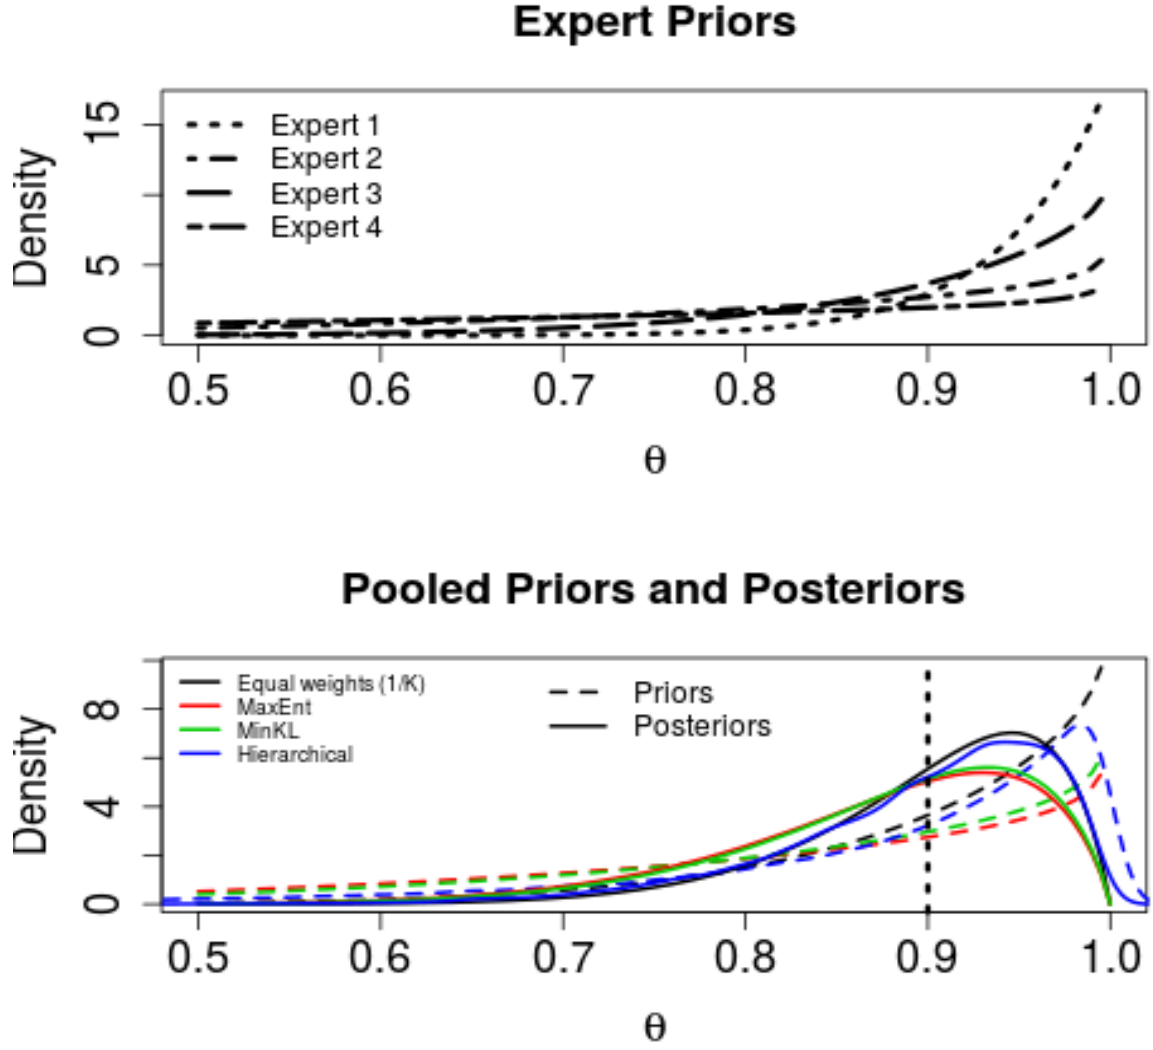 Expert Priors
Density
15
5
0
Expert 1
Expert 2
Expert 3
Expert 4
0.5 0.6 0.7 0.8 0.9 1.0
θ
Pooled Priors and Posteriors
Density
8
4
0
Equal weights (1/K)
MaxEnt
MinKL
Hierarchical
Priors
Posteriors
0.5 0.6 0.7 0.8 0.9 1.0
θ